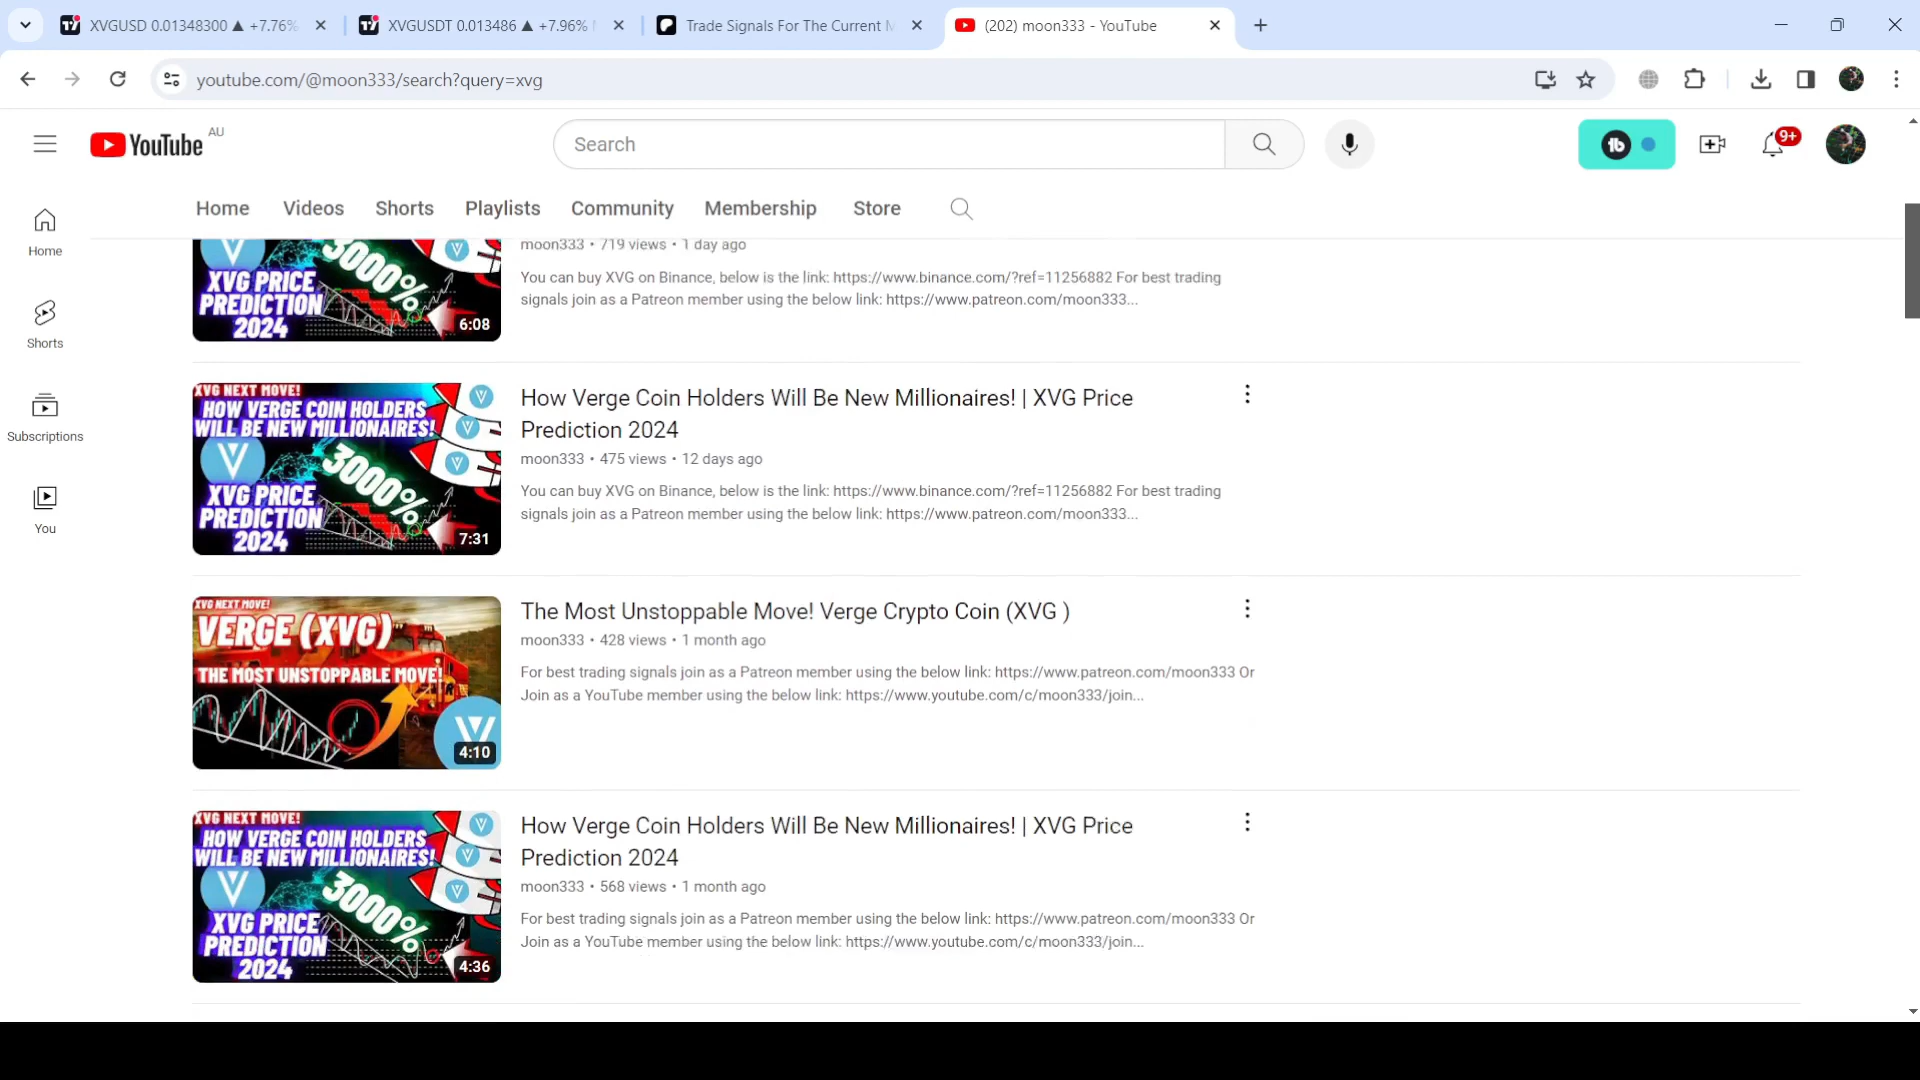 XVGUSD 0.01348300 ▲ +7.76%
XVGUSDT 0.013486 ▲ +7.96%
Trade Signals For The Current M
(202) moon333 - YouTube
youtube.com/@moon333/search?query=xvg
YouTube AU
Search
9+
Home Videos Shorts Playlists Community Membership Store
Home
Shorts
Subscriptions
You
3000%
XVG PRICE
PREDICTION
2024
6:08
moon333 • 719 views • 1 day ago
You can buy XVG on Binance, below is the link: https://www.binance.com/?ref=11256882 For best trading
signals join as a Patreon member using the below link: https://www.patreon.com/moon333...
XVG NEXT MOVE!
HOW VERGE COIN HOLDERS
WILL BE NEW MILLIONAIRES!
3000%
XVG PRICE
PREDICTION
2024
7:31
How Verge Coin Holders Will Be New Millionaires! | XVG Price
Prediction 2024
moon333 • 475 views • 12 days ago
You can buy XVG on Binance, below is the link: https://www.binance.com/?ref=11256882 For best trading
signals join as a Patreon member using the below link: https://www.patreon.com/moon333...
XVG NEXT MOVE!
VERGE (XVG)
THE MOST UNSTOPPABLE MOVE!
4:10
The Most Unstoppable Move! Verge Crypto Coin (XVG )
moon333 • 428 views • 1 month ago
For best trading signals join as a Patreon member using the below link: https://www.patreon.com/moon333 Or
Join as a YouTube member using the below link: https://www.youtube.com/c/moon333/join...
XVG NEXT MOVE!
HOW VERGE COIN HOLDERS
WILL BE NEW MILLIONAIRES!
3000%
XVG PRICE
PREDICTION
2024
4:36
How Verge Coin Holders Will Be New Millionaires! | XVG Price
Prediction 2024
moon333 • 568 views • 1 month ago
For best trading signals join as a Patreon member using the below link: https://www.patreon.com/moon333 Or
Join as a YouTube member using the below link: https://www.youtube.com/c/moon333/join...